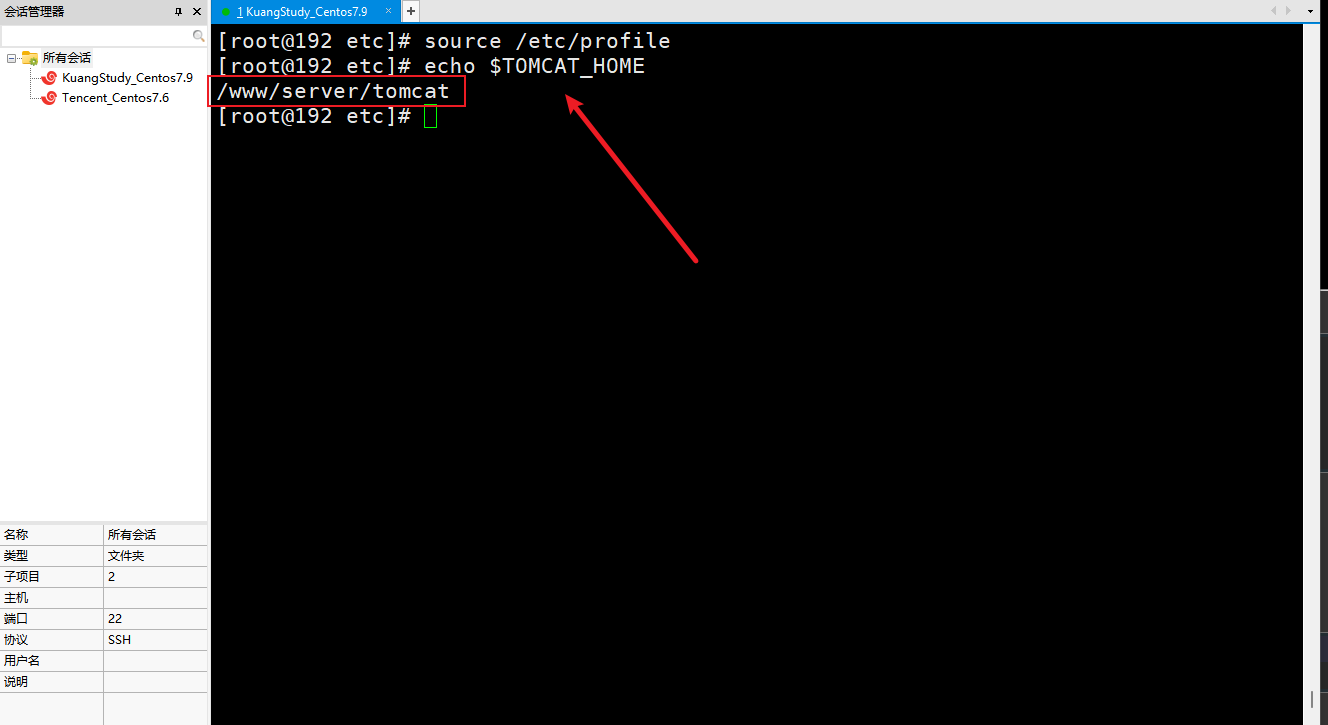 会话管理器
所有会话
KuangStudy_Centos7.9
Tencent_Centos7.6
名称 所有会话
类型 文件夹
子项目 2
主机
端口 22
协议 SSH
用户名
说明
1 KuangStudy_Centos7.9 × +
[root@192 etc]# source /etc/profile
[root@192 etc]# echo $TOMCAT_HOME
/www/server/tomcat
[root@192 etc]#